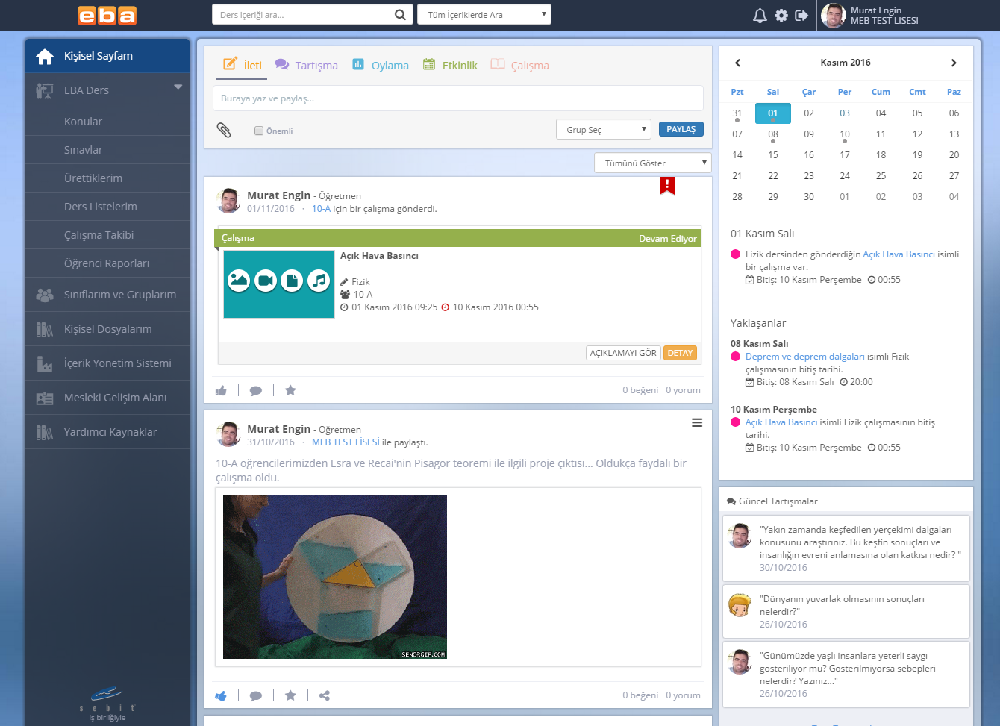 eba
Ders içeriği ara...
Tüm İçeriklerde Ara
Murat Engin
MEB TEST LİSESİ
Kişisel Sayfam
EBA Ders
Konular
Sınavlar
Ürettiklerim
Ders Listelerim
Çalışma Takibi
Öğrenci Raporları
Sınıflarım ve Gruplarım
Kişisel Dosyalarım
İçerik Yönetim Sistemi
Mesleki Gelişim Alanı
Yardımcı Kaynaklar
sebit
iş birliğiyle
İleti Tartışma Oylama Etkinlik Çalışma
Buraya yaz ve paylaş...
Önemli
Grup Seç
PAYLAŞ
Tümünü Göster
Murat Engin - Öğretmen
01/11/2016 · 10-A için bir çalışma gönderdi.
Çalışma Devam Ediyor
Açık Hava Basıncı
Fizik
10-A
01 Kasım 2016 09:25 10 Kasım 2016 00:55
AÇIKLAMAYI GÖR DETAY
0 beğeni 0 yorum
Murat Engin - Öğretmen
31/10/2016 · MEB TEST LİSESİ ile paylaştı.
10-A öğrencilerimizden Esra ve Recai'nin Pisagor teoremi ile ilgili proje çıktısı... Oldukça faydalı bir
çalışma oldu.
SENDRGIF.COM
0 beğeni 0 yorum
Kasım 2016
Pzt Sal Çar Per Cum Cmt Paz
31 01 02 03 04 05 06
07 08 09 10 11 12 13
14 15 16 17 18 19 20
21 22 23 24 25 26 27
28 29 30 01 02 03 04
01 Kasım Salı
Fizik dersinden gönderdiğin Açık Hava Basıncı isimli
bir çalışma var.
Bitiş: 10 Kasım Perşembe 00:55
Yaklaşanlar
08 Kasım Salı
Deprem ve deprem dalgaları isimli Fizik
çalışmasının bitiş tarihi.
Bitiş: 08 Kasım Salı 20:00
10 Kasım Perşembe
Açık Hava Basıncı isimli Fizik çalışmasının bitiş
tarihi.
Bitiş: 10 Kasım Perşembe 00:55
Güncel Tartışmalar
"Yakın zamanda keşfedilen yerçekimi dalgaları
konusunu araştırınız. Bu keşfin sonuçları ve
insanlığın evreni anlamasına olan katkısı nedir? "
30/10/2016
"Dünyanın yuvarlak olmasının sonuçları
nelerdir?"
26/10/2016
"Günümüzde yaşlı insanlara yeterli saygı
gösteriliyor mu? Gösterilmiyorsa sebepleri
nelerdir? Yazınız..."
26/10/2016